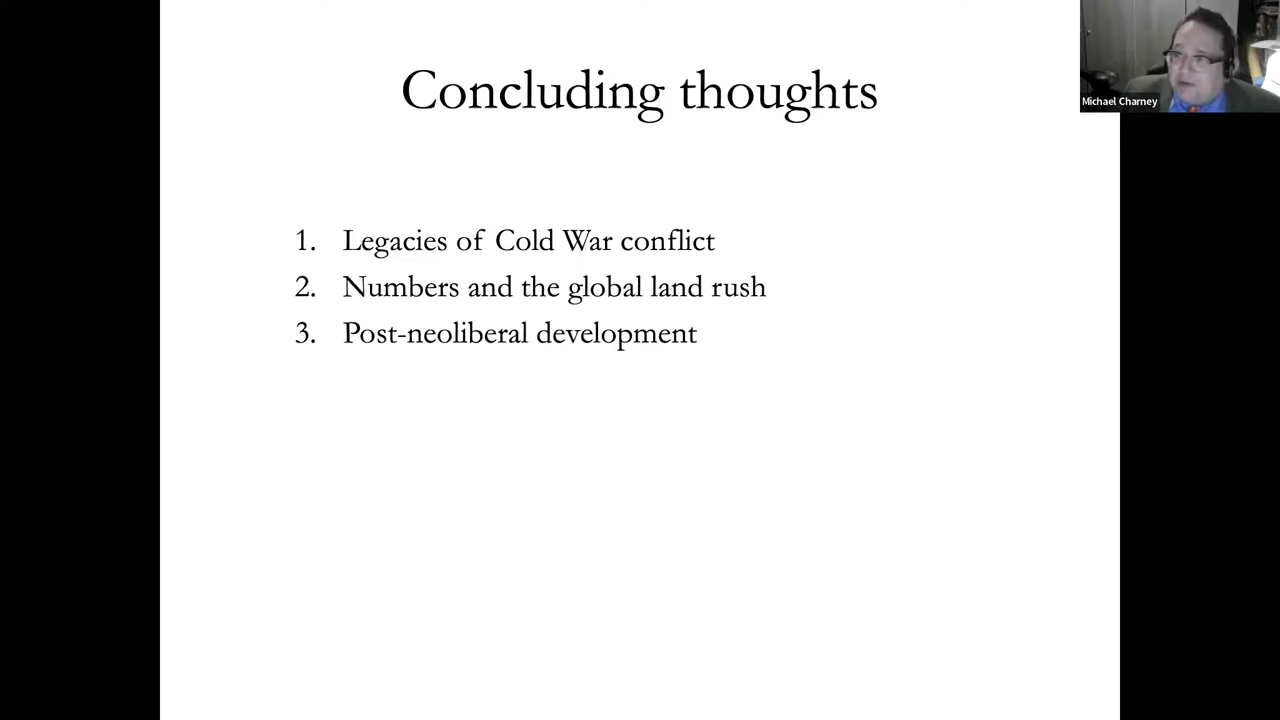 Concluding thoughts
Michael Charney
1. Legacies of Cold War conflict
2. Numbers and the global land rush
3. Post-neoliberal development